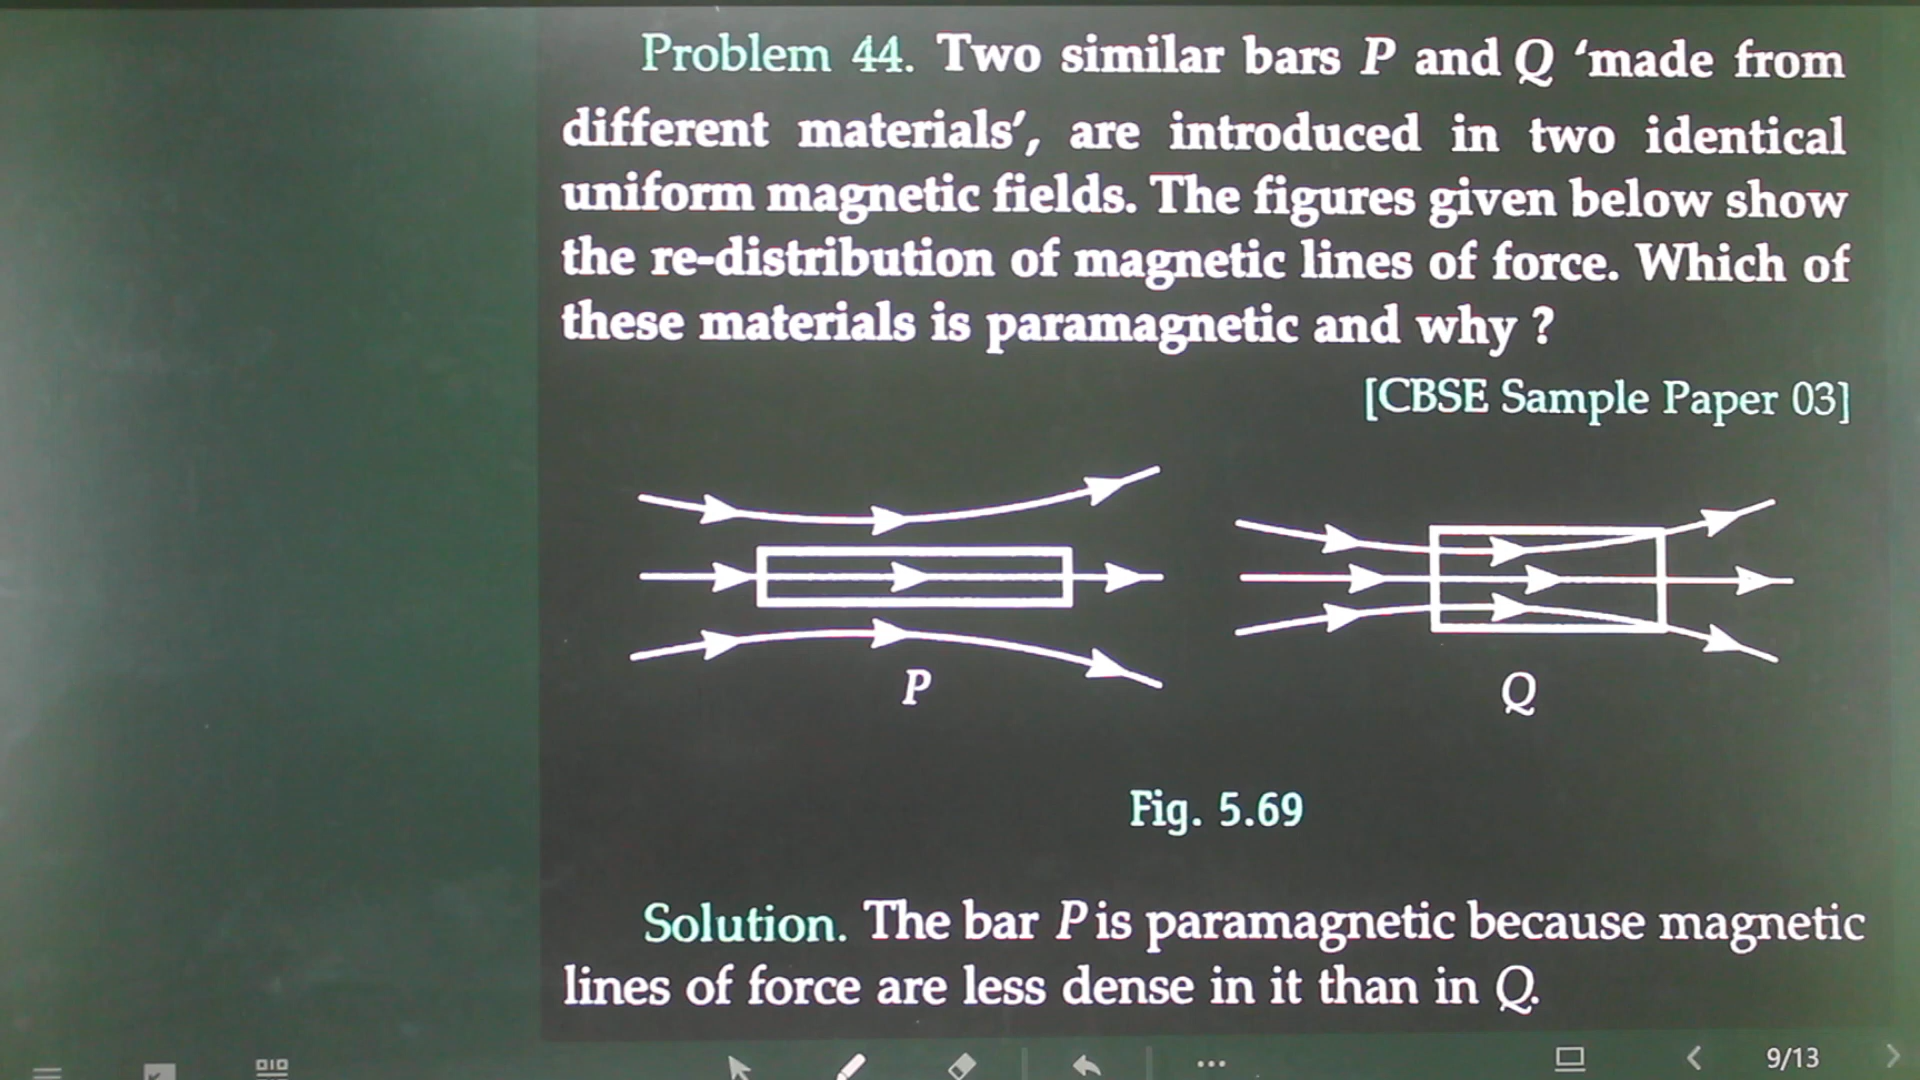 Problem 44. Two similar bars P and Q ‘made from
different materials’, are introduced in two identical
uniform magnetic fields. The figures given below show
the re-distribution of magnetic lines of force. Which of
these materials is paramagnetic and why ?
[CBSE Sample Paper 03]
P
Q
Fig. 5.69
Solution. The bar P is paramagnetic because magnetic
lines of force are less dense in it than in Q.
9/13